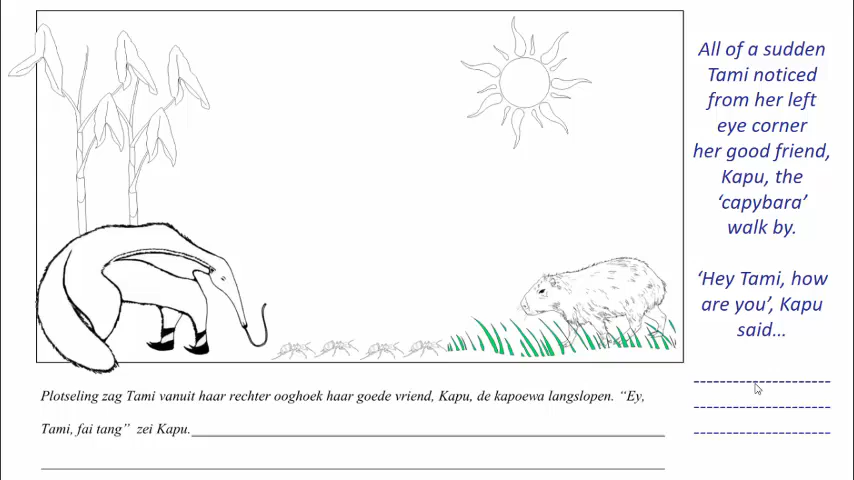 All of a sudden
Tami noticed
from her left
eye corner
her good friend,
Kapu, the
‘capybara’
walk by.
‘Hey Tami, how
are you’, Kapu
said...
Plotseling zag Tami vanuit haar rechter ooghoek haar goede vriend, Kapu, de kapoewa langslopen. “Ey,
Tami, fai tang” zei Kapu.